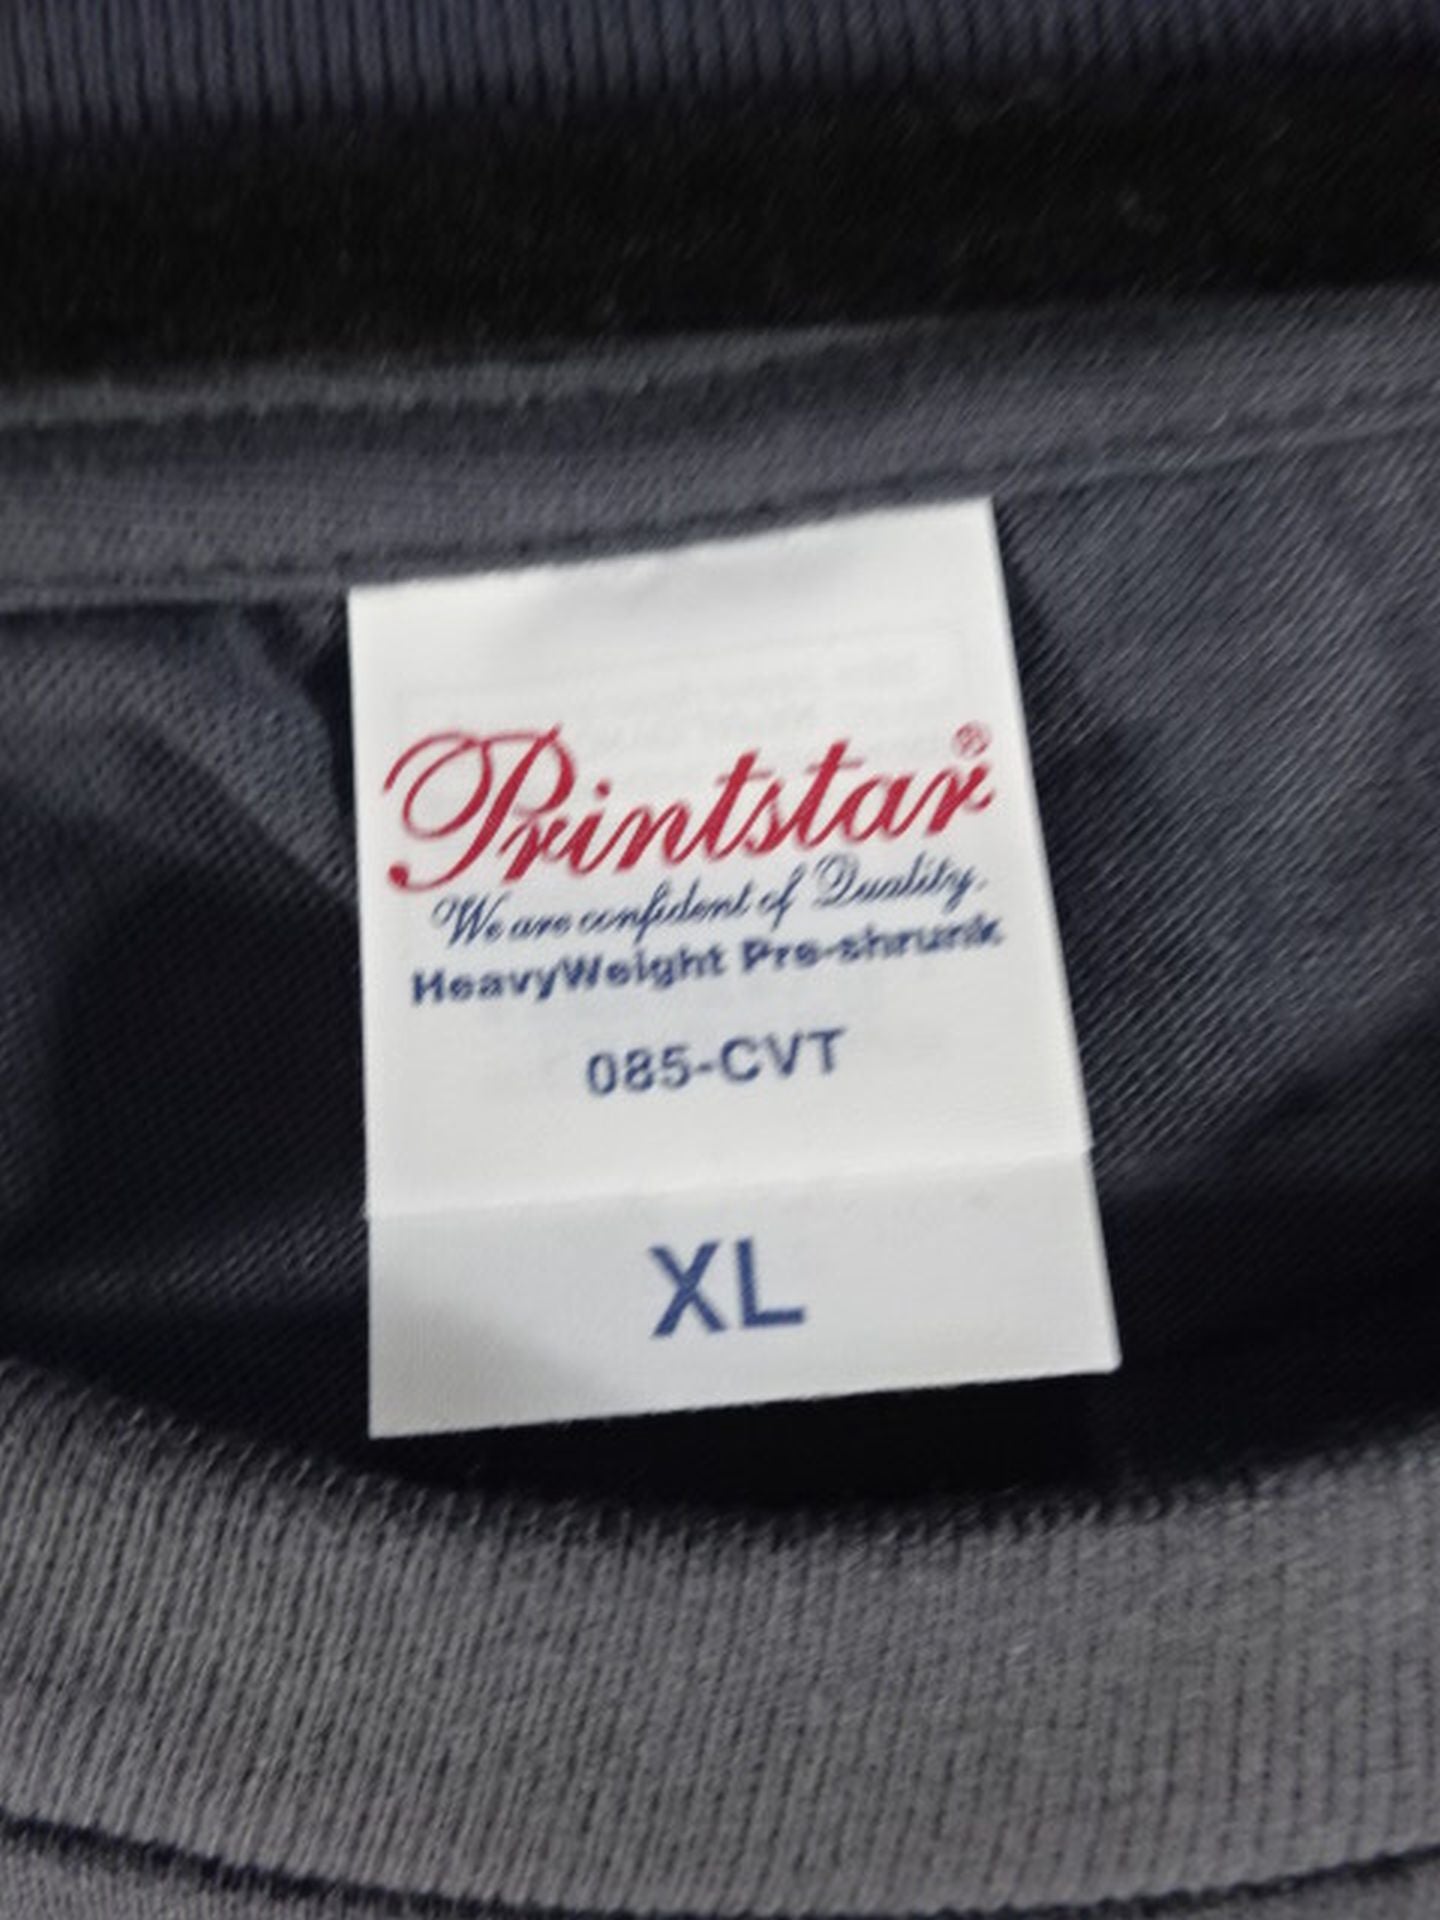 Printstar®
We are confident of Quality.
HeavyWeight Pre-shrunk
085-CVT
XL